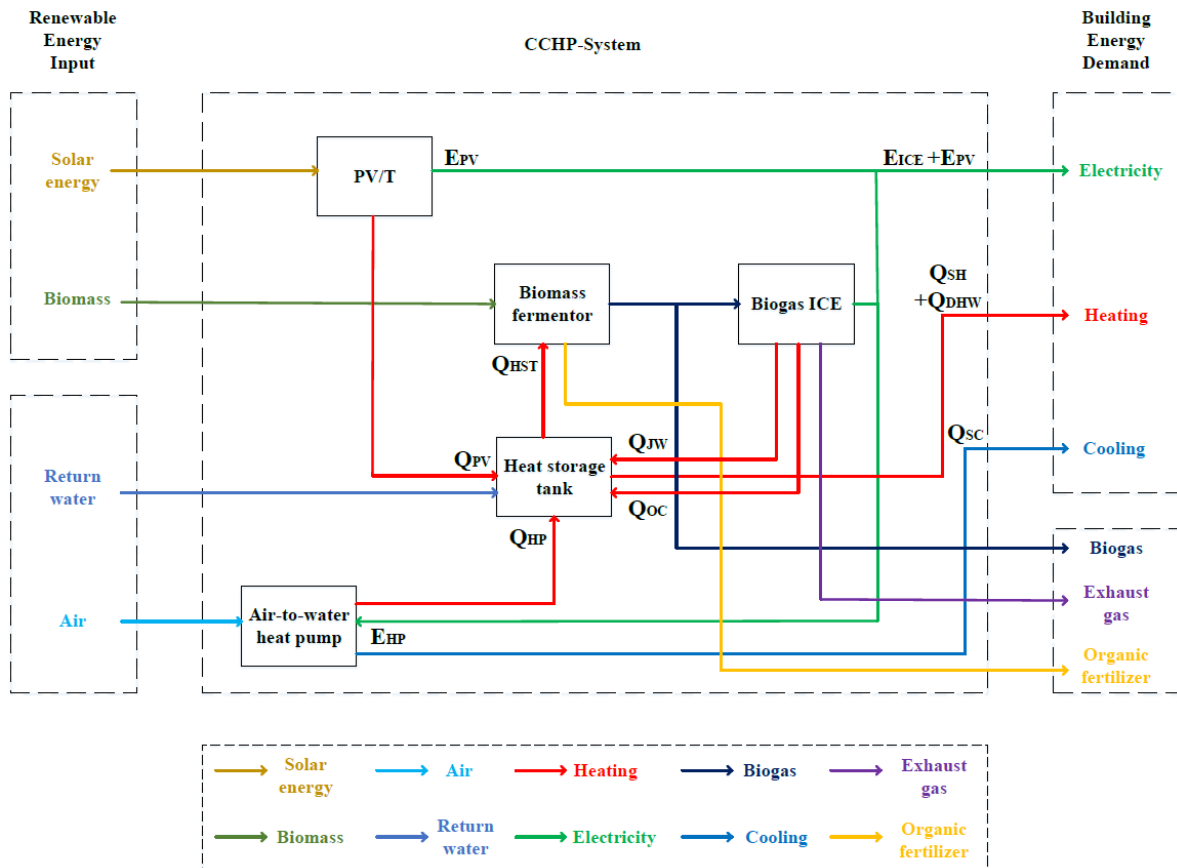 Renewable
Energy
Input
CCHP-System
Building
Energy
Demand
Solar
energy
PV/T
EPV
EICE +EPV
Electricity
Biomass
Biomass
fermentor
Biogas ICE
QSH
+QDHW
Heating
QHST
QSC
Cooling
Return
water
QPV
Heat storage
tank
QJW
QOC
QHP
Biogas
Exhaust
gas
Air
Air-to-water
heat pump
EHP
Organic
fertilizer
Solar
energy
Air
Heating
Biogas
Exhaust
gas
Biomass
Return
water
Electricity
Cooling
Organic
fertilizer